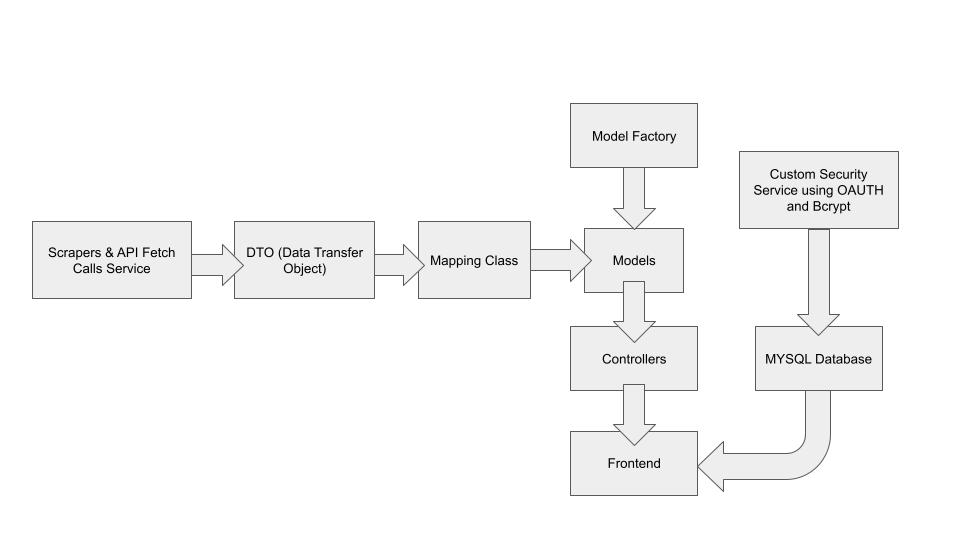 Model Factory
Custom Security
Service using OAUTH
and Bcrypt
Scrapers & API Fetch
Calls Service
DTO (Data Transfer
Object)
Mapping Class
Models
Controllers
MYSQL Database
Frontend